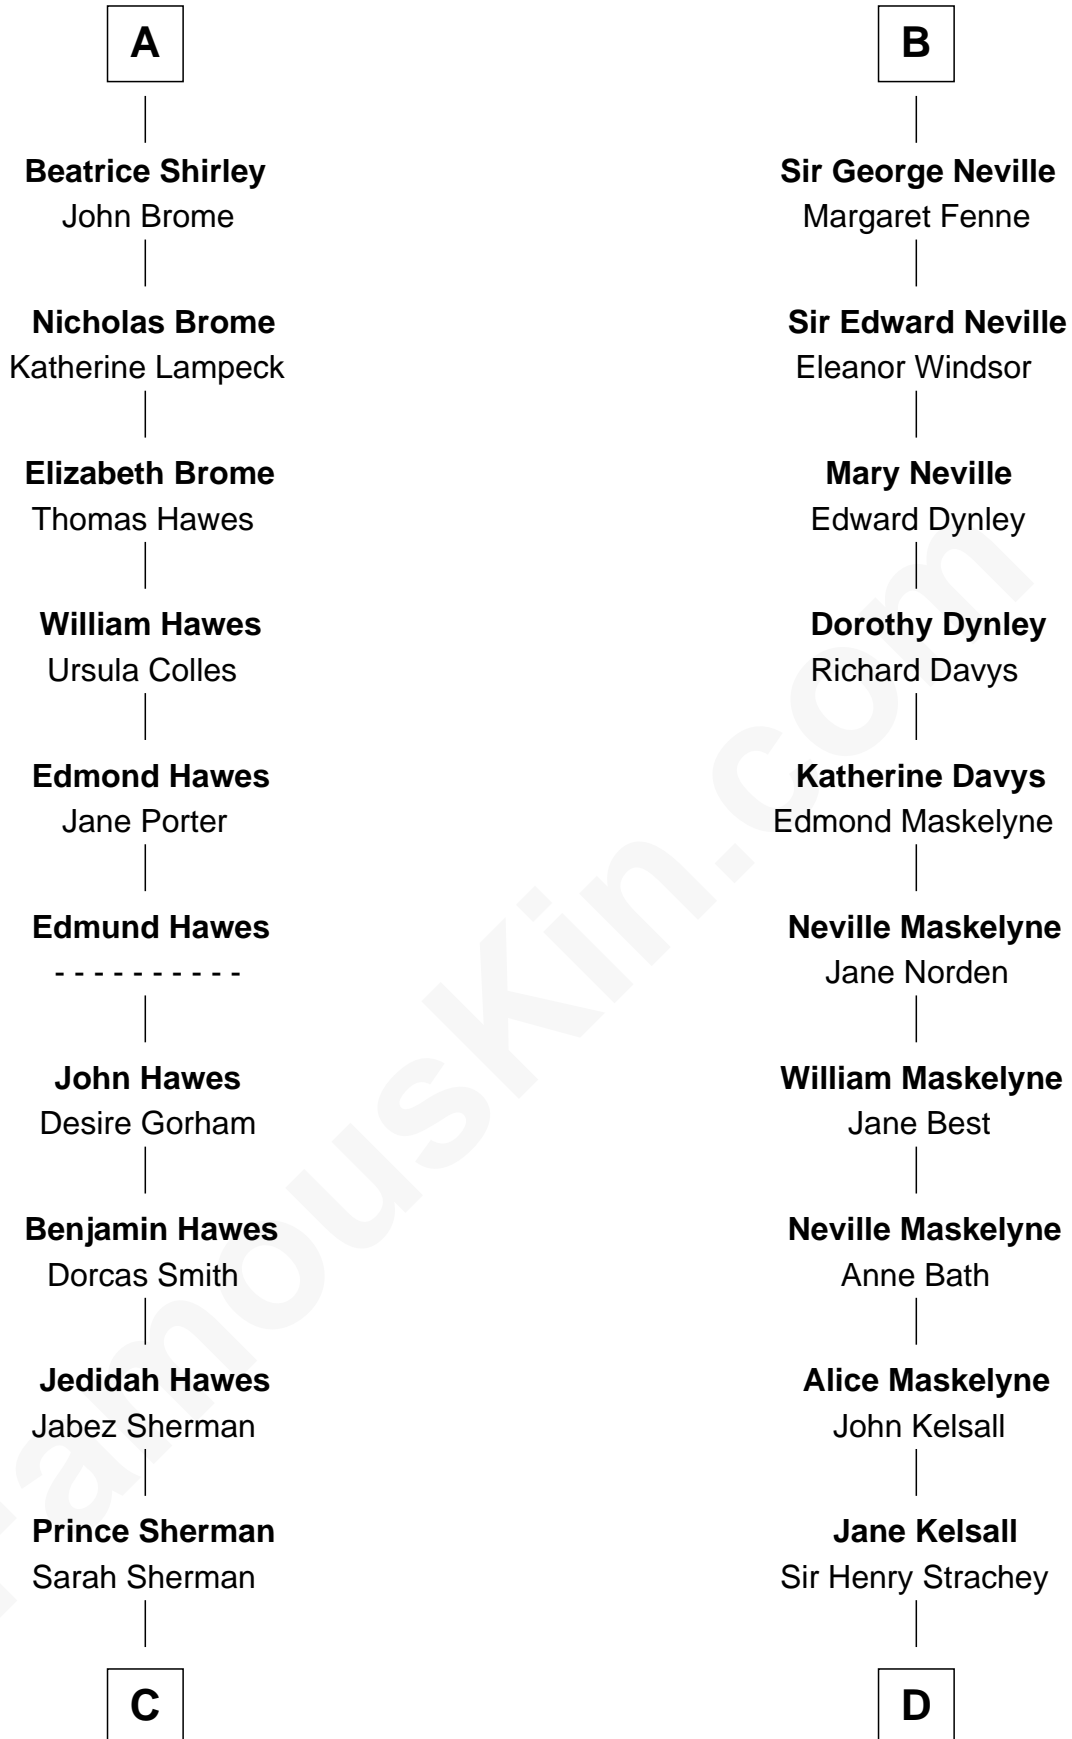 A
Beatrice Shirley
John Brome
Nicholas Brome
Katherine Lampeck
Elizabeth Brome
Thomas Hawes
William Hawes
Ursula Colles
Edmond Hawes
Jane Porter
Edmund Hawes
- - - - - - - - - -
John Hawes
Desire Gorham
Benjamin Hawes
Dorcas Smith
Jedidah Hawes
Jabez Sherman
Prince Sherman
Sarah Sherman
C
B
Sir George Neville
Margaret Fenne
Sir Edward Neville
Eleanor Windsor
Mary Neville
Edward Dynley
Dorothy Dynley
Richard Davys
Katherine Davys
Edmond Maskelyne
Neville Maskelyne
Jane Norden
William Maskelyne
Jane Best
Neville Maskelyne
Anne Bath
Alice Maskelyne
John Kelsall
Jane Kelsall
Sir Henry Strachey
D
FamousKin.com